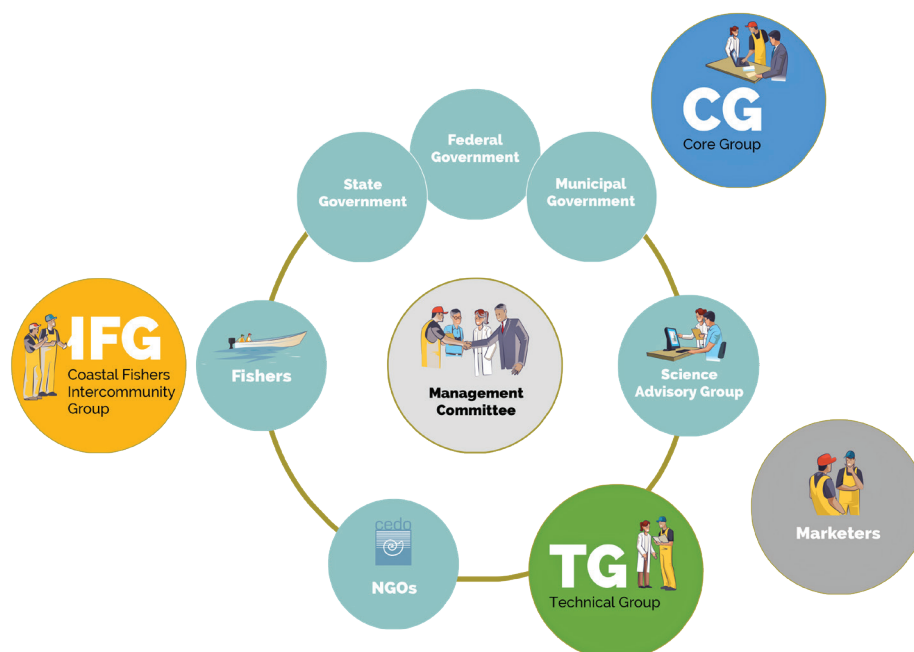 CG
Core Group
Federal
Government
State
Government
Municipal
Government
IFG
Coastal Fishers
Intercommunity
Group
Fishers
Management
Committee
Science
Advisory Group
cedo
NGOs
TG
Technical Group
Marketers